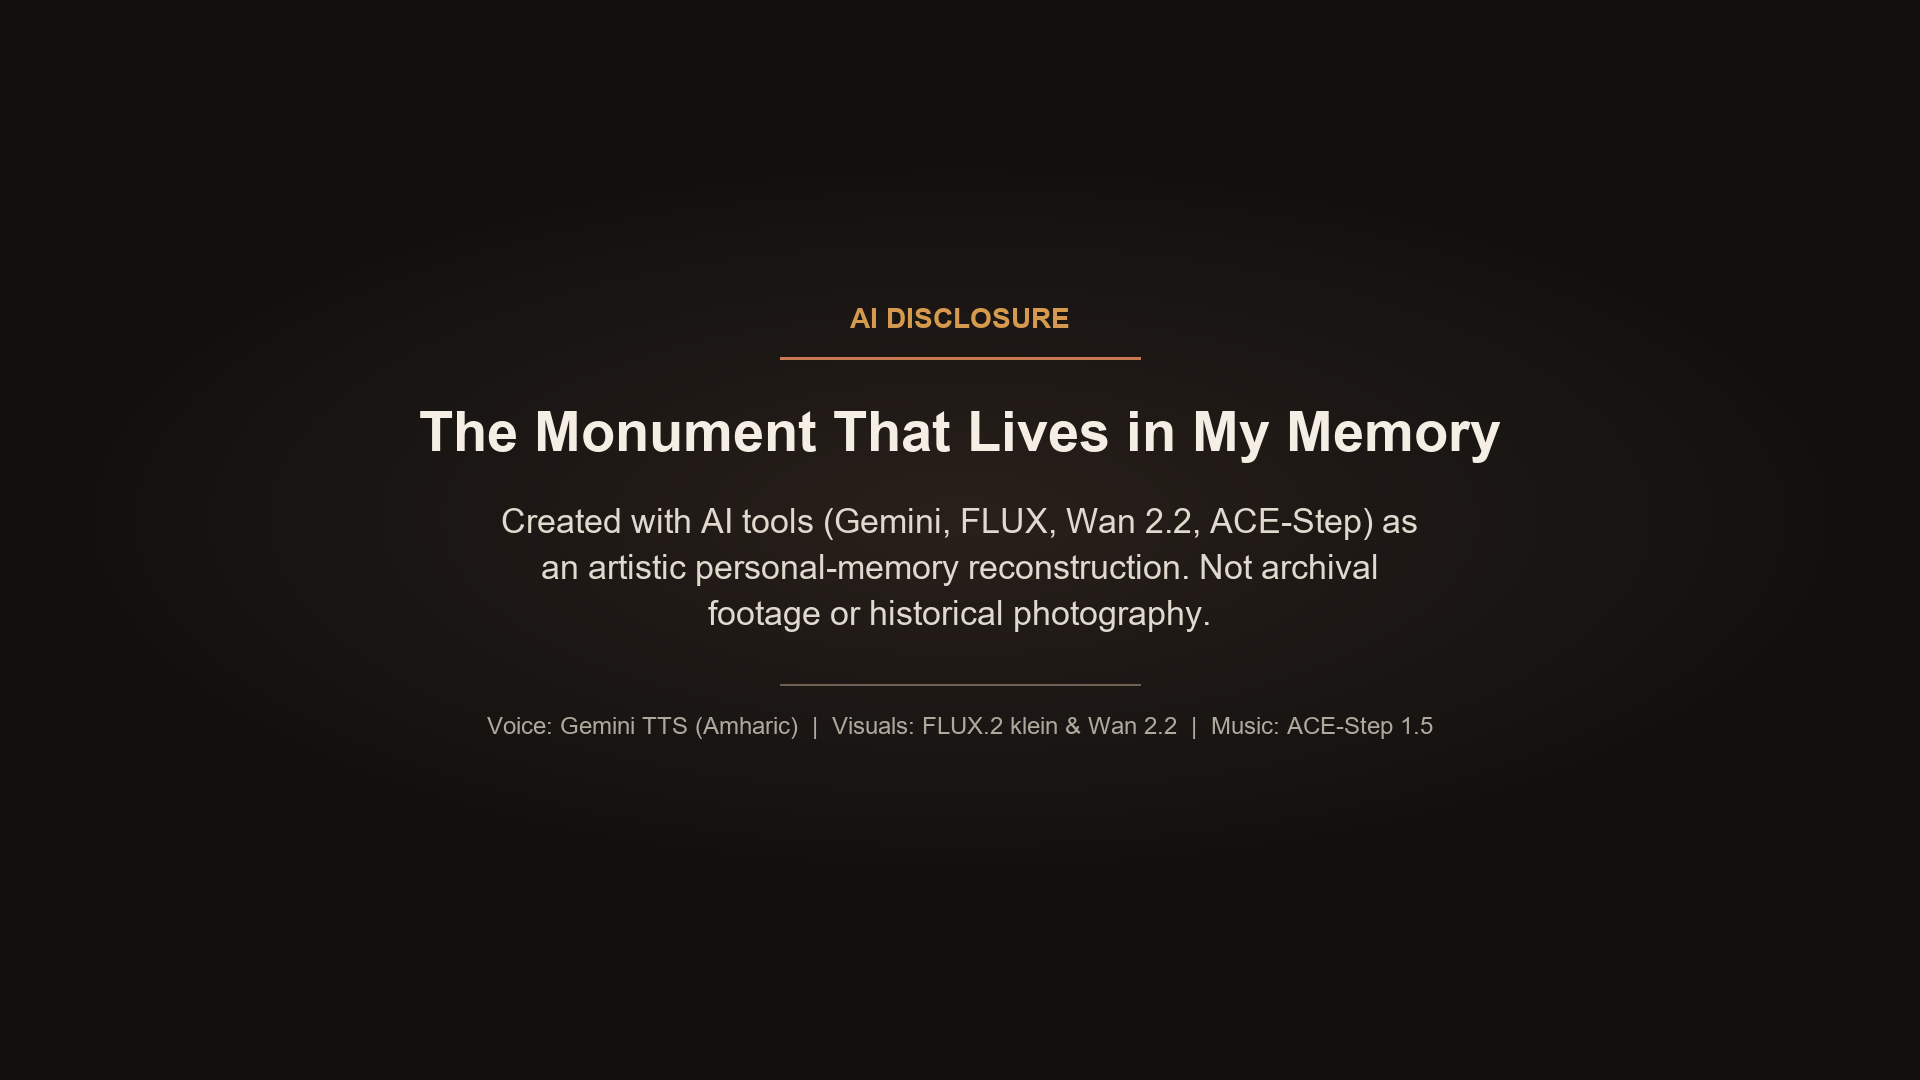 AI DISCLOSURE
The Monument That Lives in My Memory
Created with AI tools (Gemini, FLUX, Wan 2.2, ACE-Step) as
an artistic personal-memory reconstruction. Not archival
footage or historical photography.
Voice: Gemini TTS (Amharic) | Visuals: FLUX.2 klein & Wan 2.2 | Music: ACE-Step 1.5